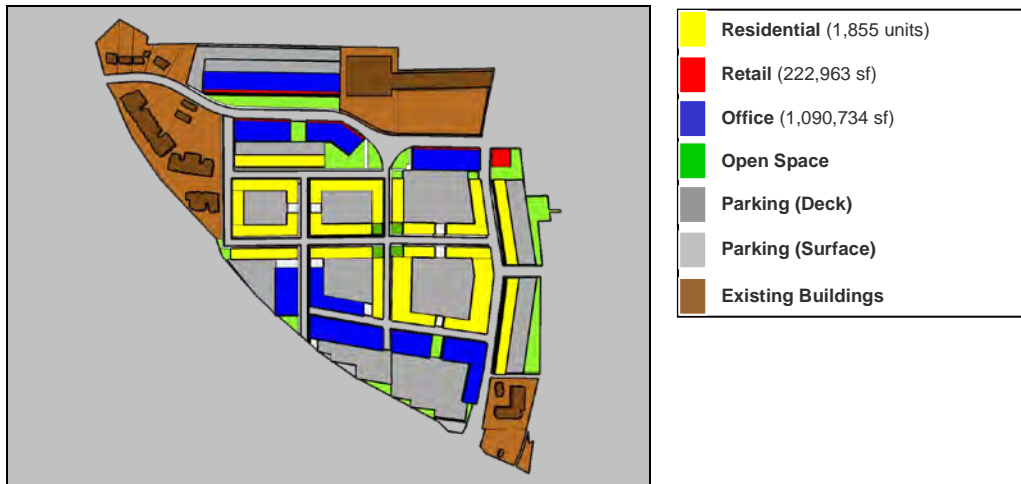 Residential (1,855 units)
Retail (222,963 sf)
Office (1,090,734 sf)
Open Space
Parking (Deck)
Parking (Surface)
Existing Buildings